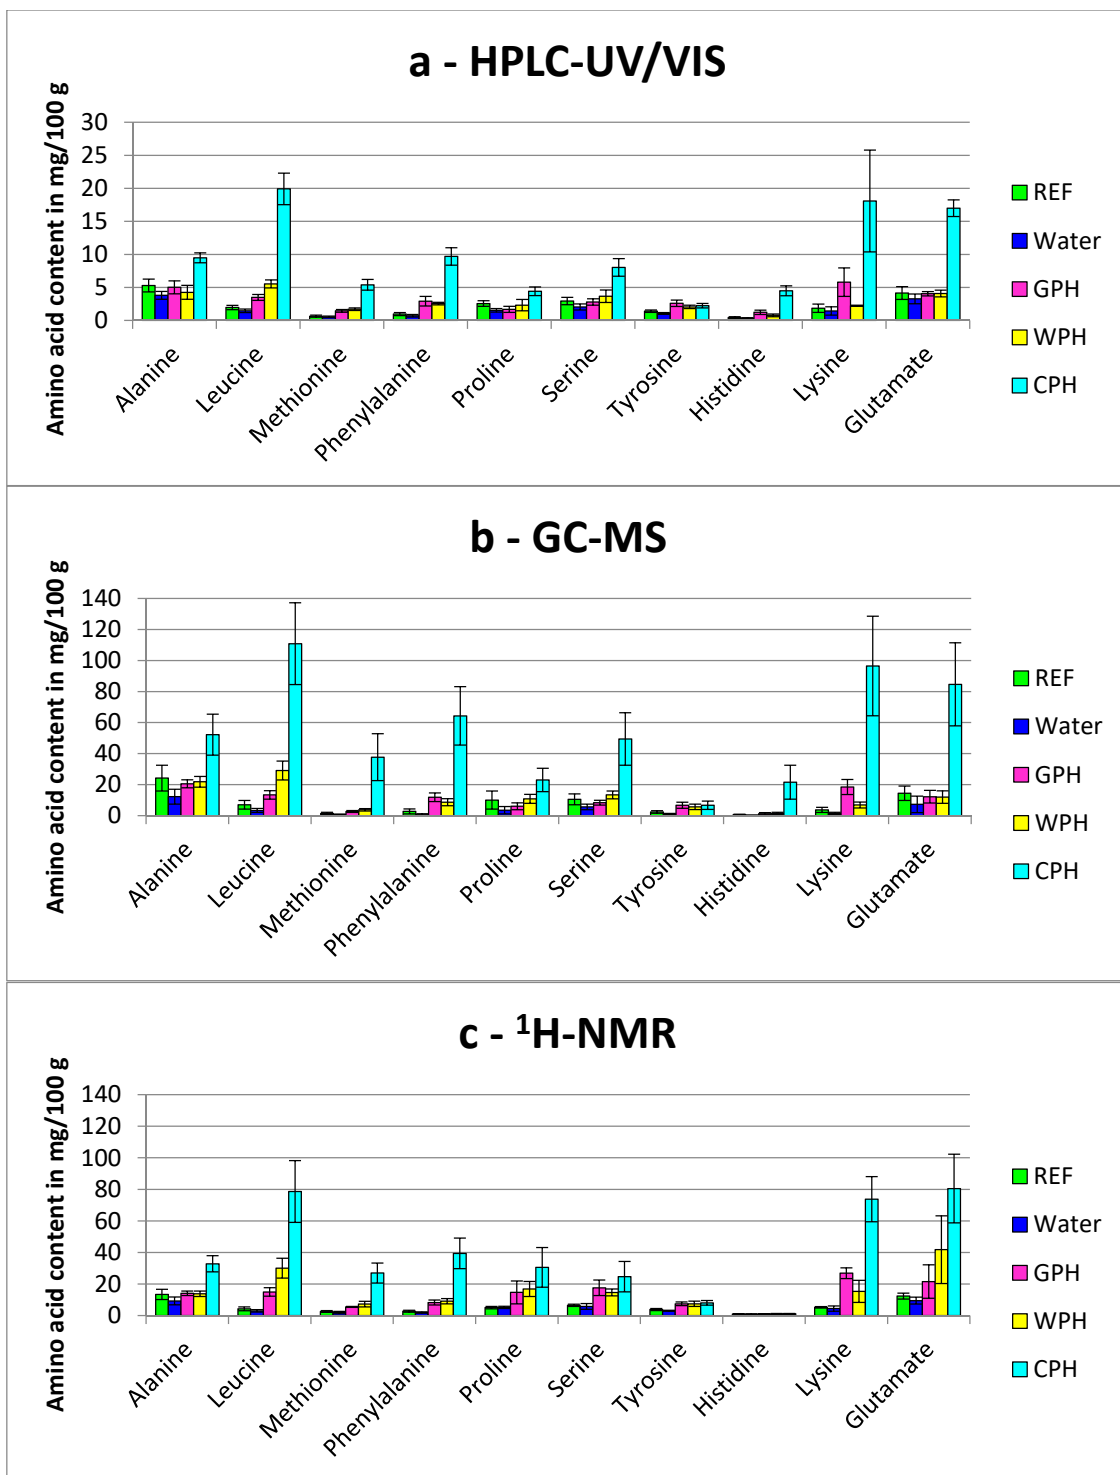 a - HPLC-UV/VIS
Amino acid content in mg/100 g
30
25
20
15
10
5
0
Alanine
Leucine
Methionine
Phenylalanine
Proline
Serine
Tyrosine
Histidine
Lysine
Glutamate
REF
Water
GPH
WPH
CPH
b - GC-MS
Amino acid content in mg/100 g
140
120
100
80
60
40
20
0
Alanine
Leucine
Methionine
Phenylalanine
Proline
Serine
Tyrosine
Histidine
Lysine
Glutamate
REF
Water
GPH
WPH
CPH
c - ¹H-NMR
Amino acid content in mg/100 g
140
120
100
80
60
40
20
0
Alanine
Leucine
Methionine
Phenylalanine
Proline
Serine
Tyrosine
Histidine
Lysine
Glutamate
REF
Water
GPH
WPH
CPH